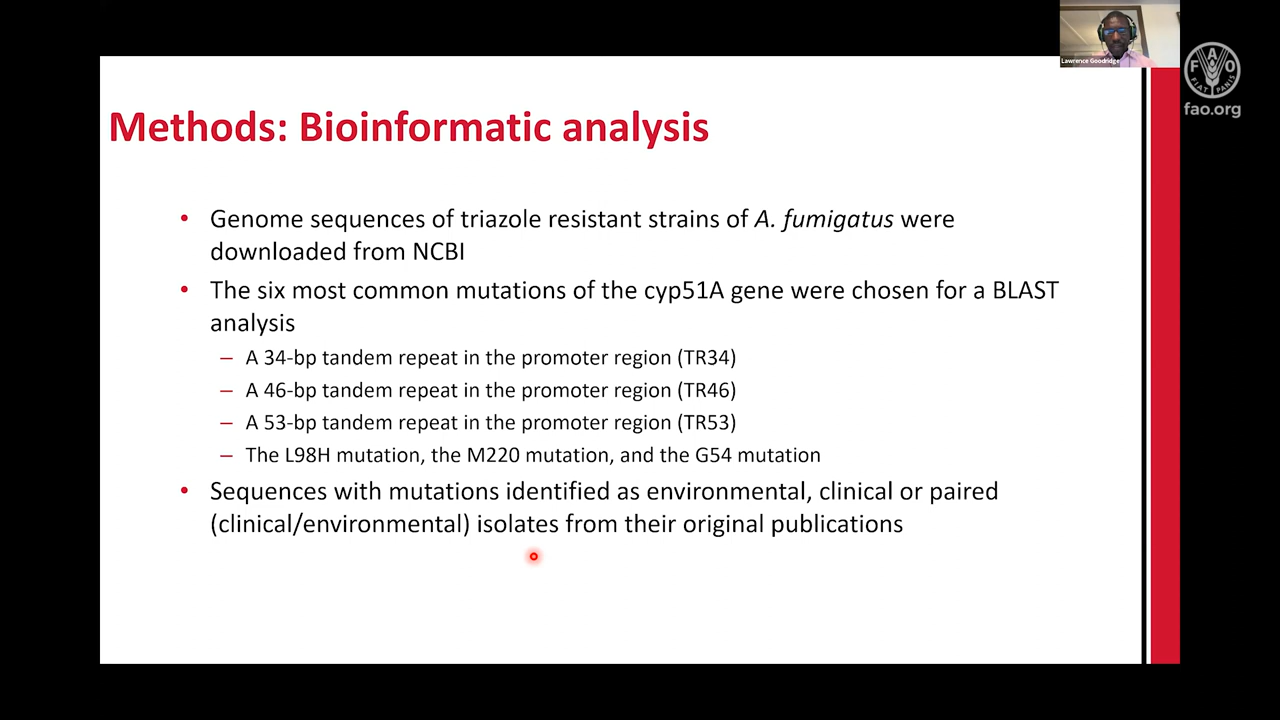 Lawrence Goodridge
FAO
FIAT PANIS
fao.org
Methods: Bioinformatic analysis
• Genome sequences of triazole resistant strains of A. fumigatus were
downloaded from NCBI
• The six most common mutations of the cyp51A gene were chosen for a BLAST
analysis
– A 34-bp tandem repeat in the promoter region (TR34)
– A 46-bp tandem repeat in the promoter region (TR46)
– A 53-bp tandem repeat in the promoter region (TR53)
– The L98H mutation, the M220 mutation, and the G54 mutation
• Sequences with mutations identified as environmental, clinical or paired
(clinical/environmental) isolates from their original publications